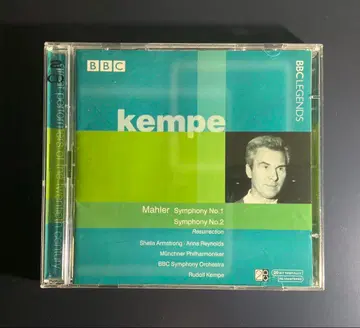 BBC
BBC LEGENDS
kempe
Mahler Symphony No.1
Symphony No.2
Resurrection
Sheila Armstrong · Anna Reynolds
Münchner Philharmoniker
BBC Symphony Orchestra
Rudolf Kempe